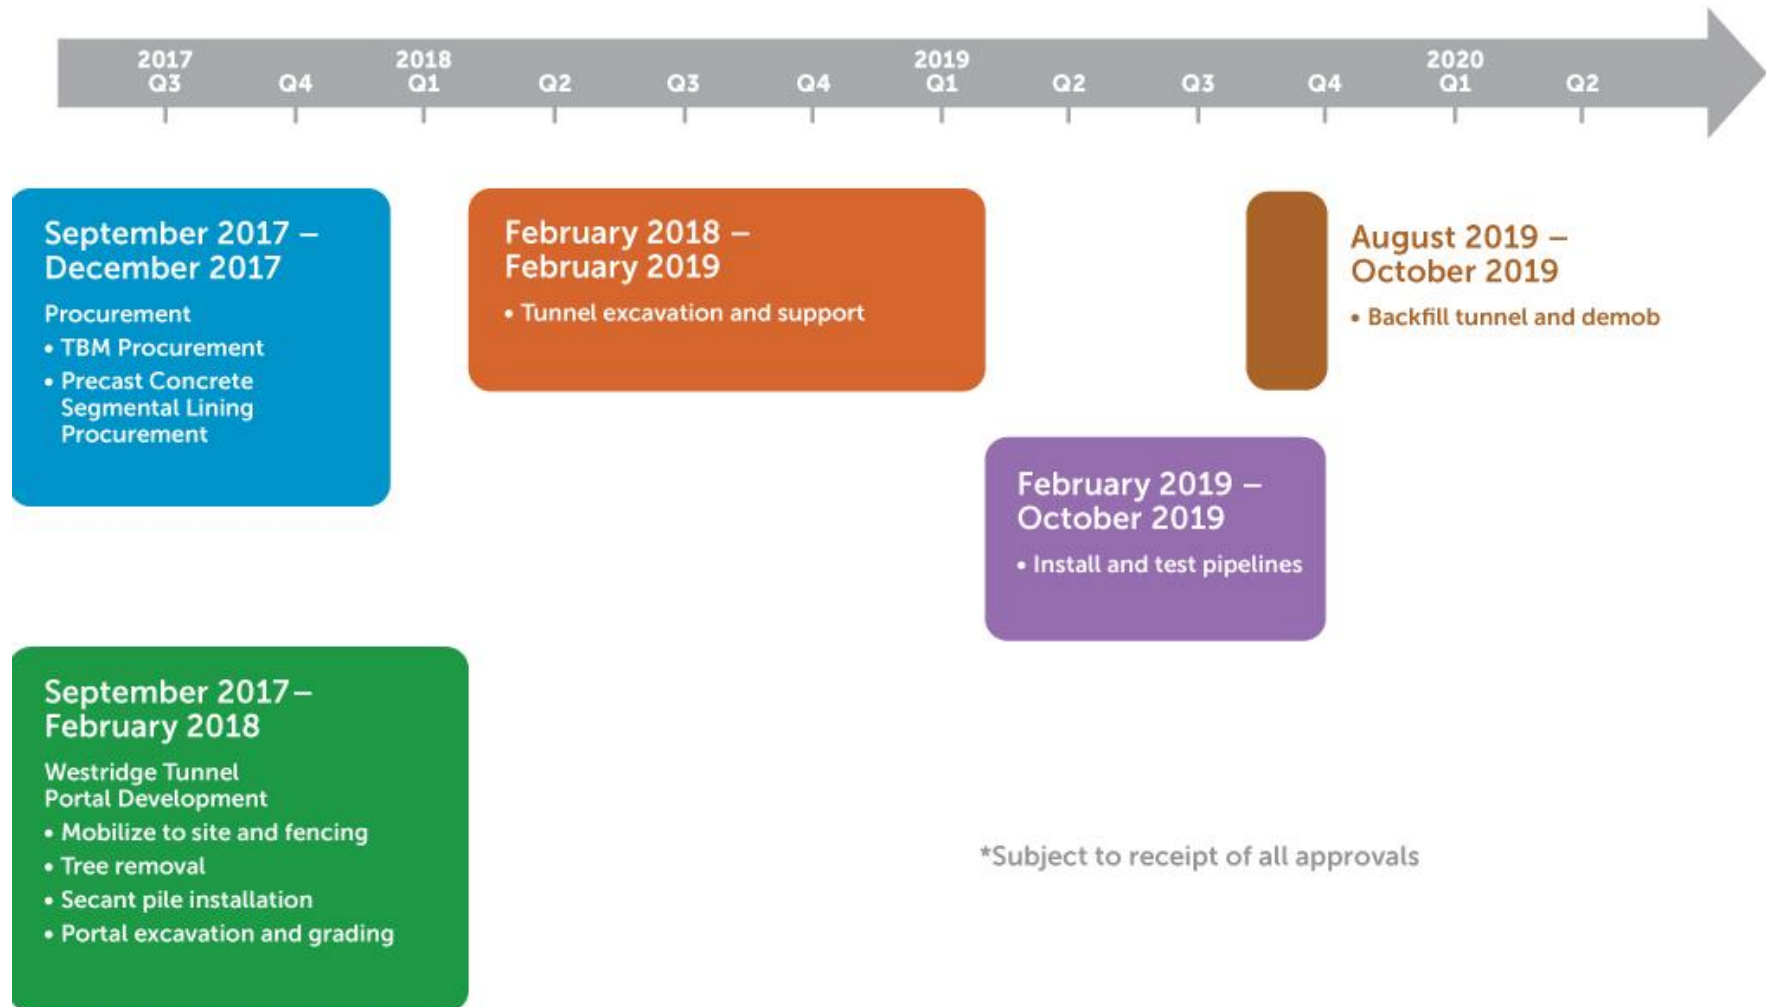 2017
Q3
Q4
2018
Q1
Q2
Q3
Q4
2019
Q1
Q2
Q3
Q4
2020
Q1
Q2
September 2017 –
December 2017
Procurement
• TBM Procurement
• Precast Concrete
Segmental Lining
Procurement
February 2018 –
February 2019
• Tunnel excavation and support
August 2019 –
October 2019
• Backfill tunnel and demob
February 2019 –
October 2019
• Install and test pipelines
September 2017–
February 2018
Westridge Tunnel
Portal Development
• Mobilize to site and fencing
• Tree removal
• Secant pile installation
• Portal excavation and grading
*Subject to receipt of all approvals